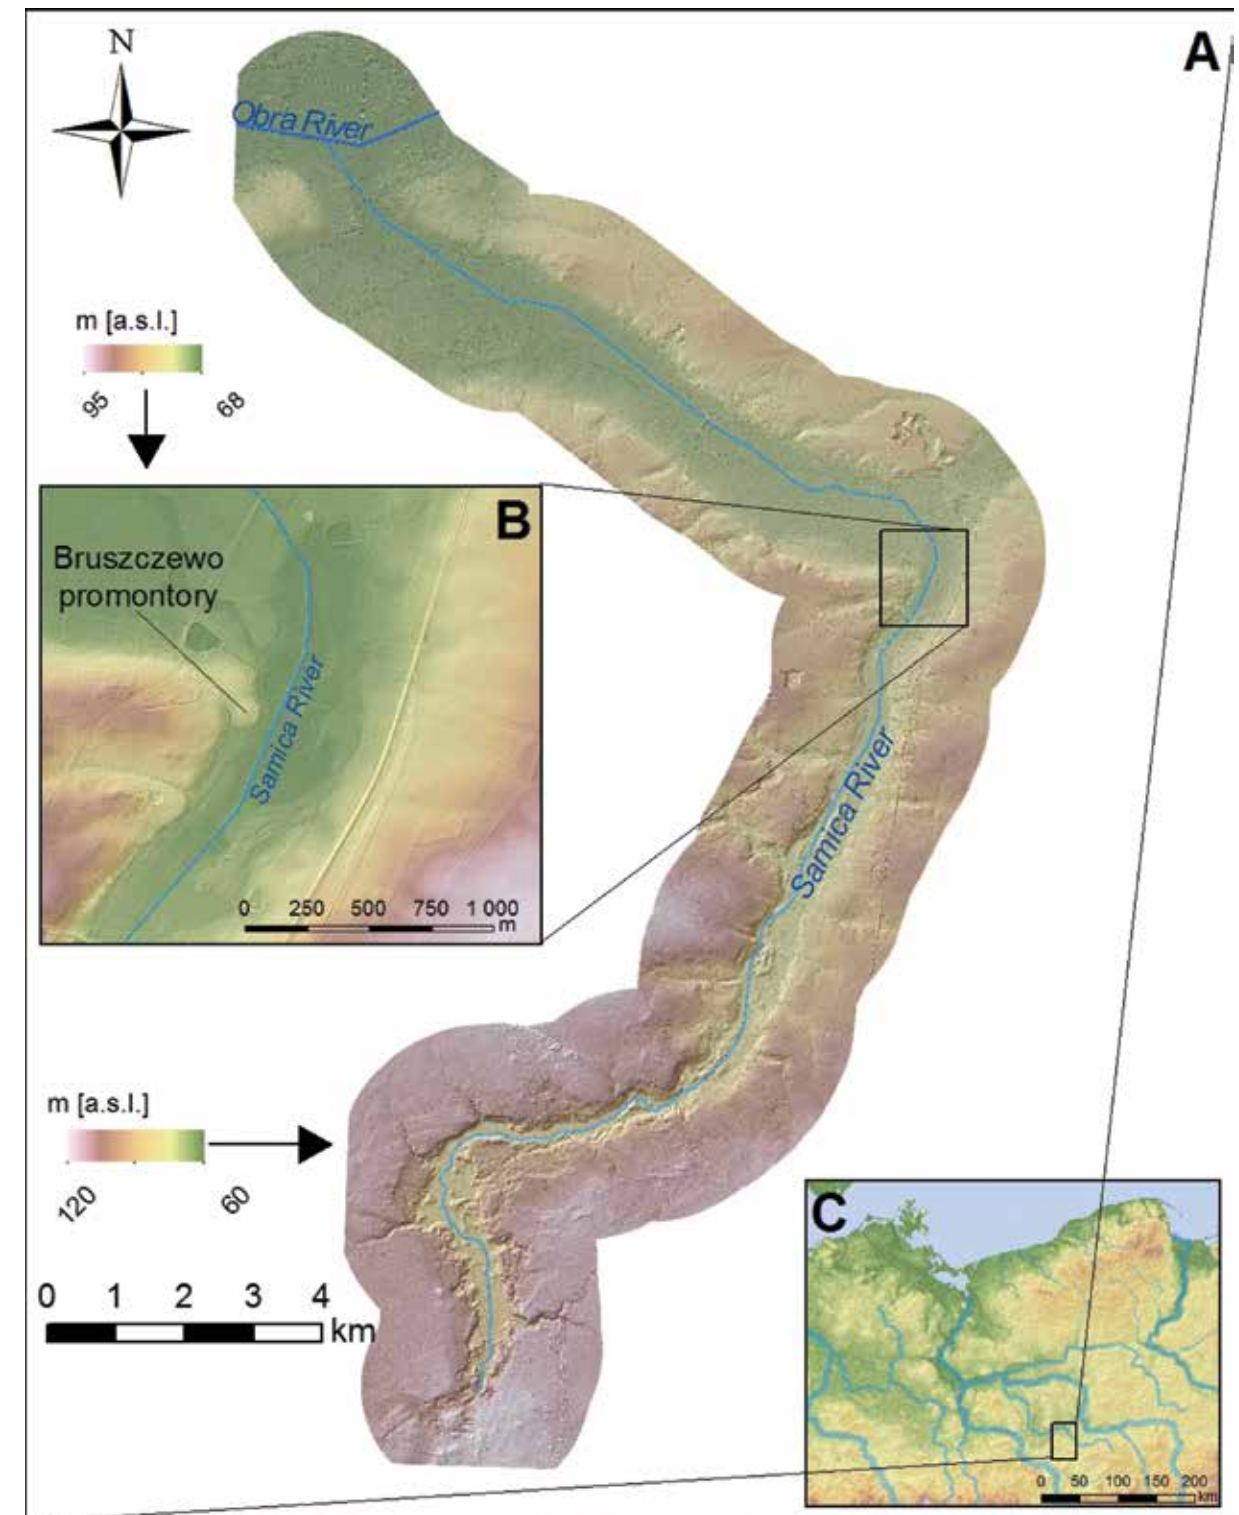 N
A
Obra River
m [a.s.l.]
95 68
B
Bruszczewo
promontory
Samica River
0 250 500 750 1 000
m
Samica River
m [a.s.l.]
120 60
C
0 1 2 3 4
km
0 50 100 150 200
km